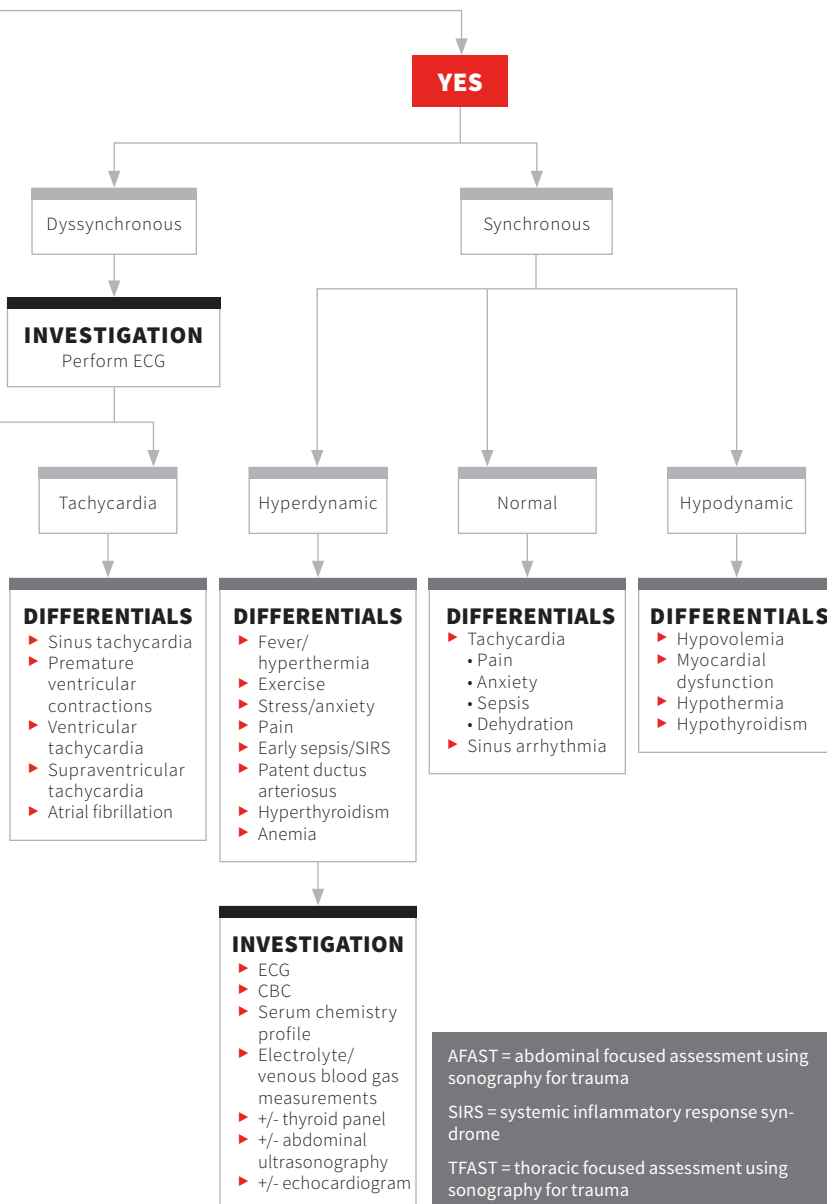 YES
Dyssynchronous
Synchronous
INVESTIGATION
Perform ECG
Tachycardia
Hyperdynamic
Normal
Hypodynamic
DIFFERENTIALS
► Sinus tachycardia
► Premature
ventricular
contractions
► Ventricular
tachycardia
► Supraventricular
tachycardia
► Atrial fibrillation
DIFFERENTIALS
► Fever/
hyperthermia
► Exercise
► Stress/anxiety
► Pain
► Early sepsis/SIRS
► Patent ductus
arteriosus
► Hyperthyroidism
► Anemia
DIFFERENTIALS
► Tachycardia
• Pain
• Anxiety
• Sepsis
• Dehydration
► Sinus arrhythmia
DIFFERENTIALS
► Hypovolemia
► Myocardial
dysfunction
► Hypothermia
► Hypothyroidism
INVESTIGATION
► ECG
► CBC
► Serum chemistry
profile
► Electrolyte/
venous blood gas
measurements
► +/- thyroid panel
► +/- abdominal
ultrasonography
► +/- echocardiogram
AFAST = abdominal focused assessment using
sonography for trauma
SIRS = systemic inflammatory response syn-
drome
TFAST = thoracic focused assessment using
sonography for trauma